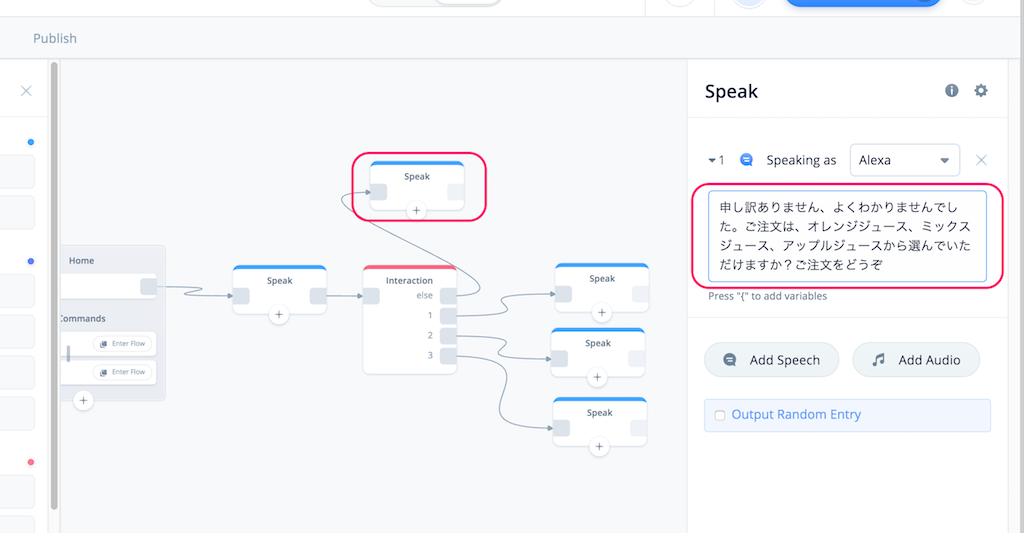 Publish
Speak
1 Speaking as Alexa
申し訳ありません、よくわかりませんでし
た。ご注文は、オレンジジュース、ミックス
ジュース、アップルジュースから選んでいた
だけますか？ご注文をどうぞ
Press "{" to add variables
Add Speech Add Audio
Output Random Entry
Speak
Home
Commands
Enter Flow
Enter Flow
Speak
Interaction
else
1
2
3
Speak
Speak
Speak